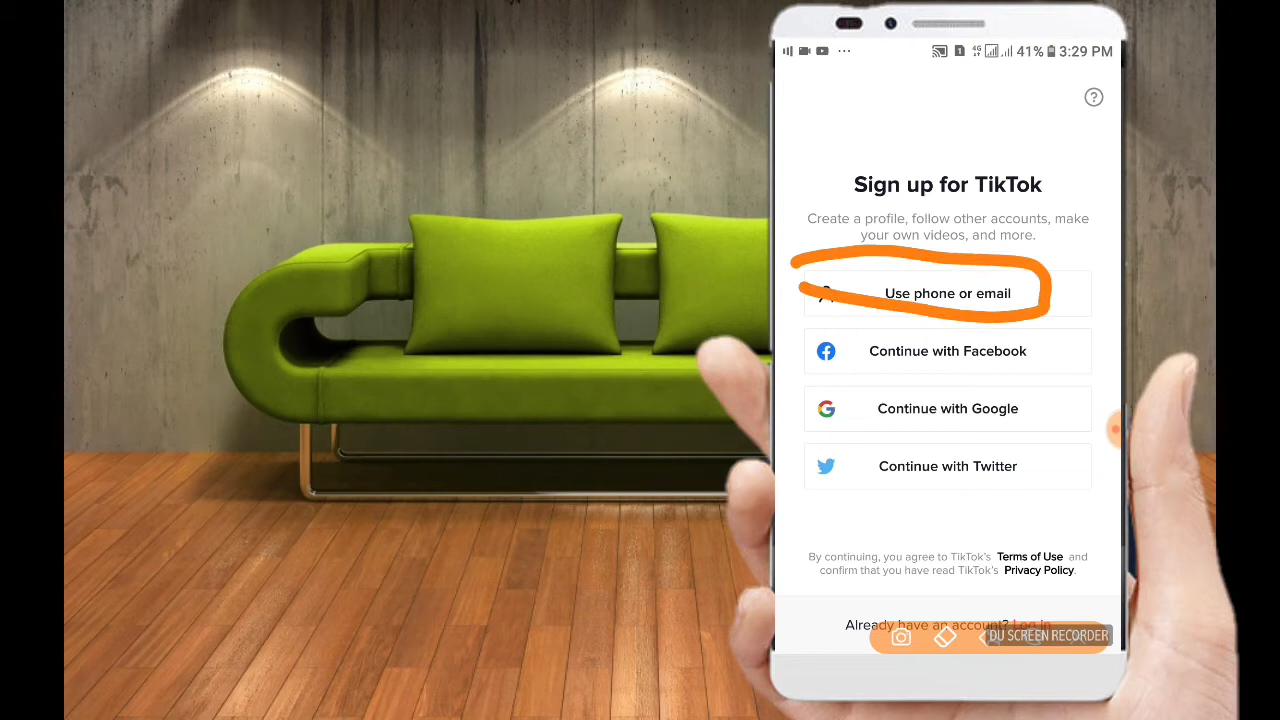 41% 3:29 PM
Sign up for TikTok
Create a profile, follow other accounts, make
your own videos, and more.
Use phone or email
Continue with Facebook
Continue with Google
Continue with Twitter
By continuing, you agree to TikTok's Terms of Use and
confirm that you have read TikTok's Privacy Policy.
Already have an account? Log in
DU SCREEN RECORDER